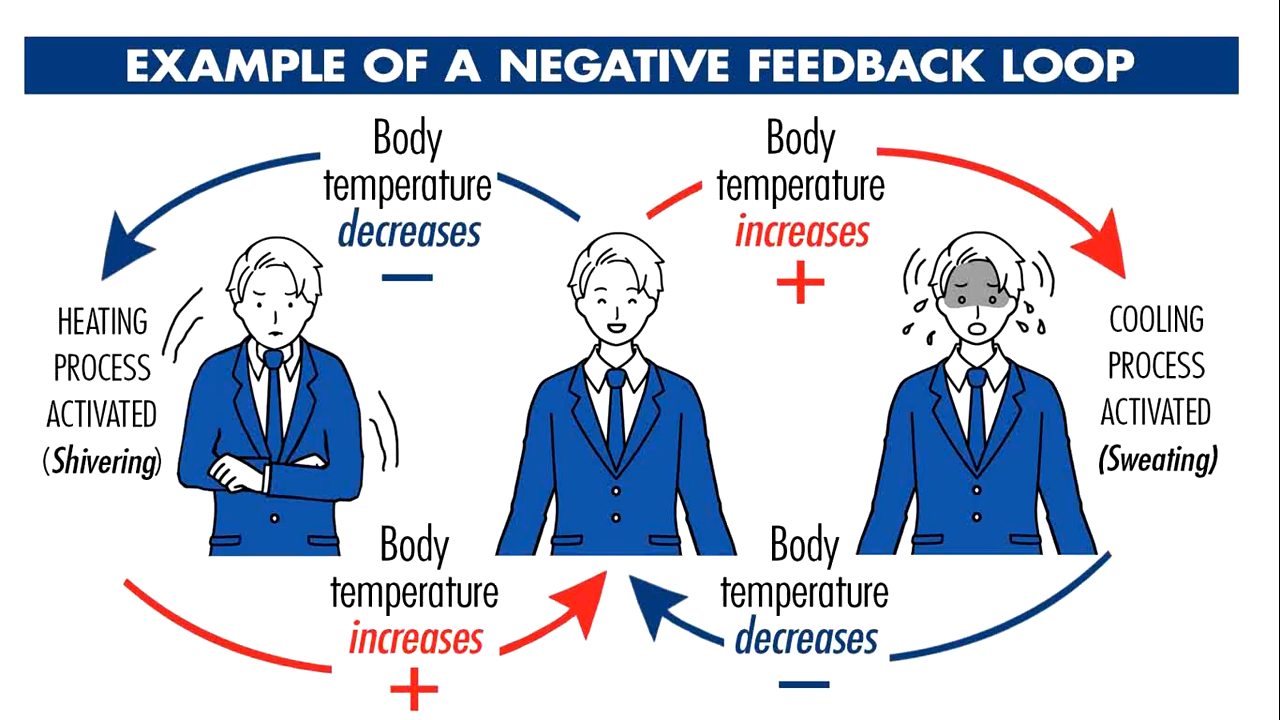 EXAMPLE OF A NEGATIVE FEEDBACK LOOP
Body
temperature
decreases
−
Body
temperature
increases
+
HEATING
PROCESS
ACTIVATED
(Shivering)
COOLING
PROCESS
ACTIVATED
(Sweating)
Body
temperature
increases
+
Body
temperature
decreases
−